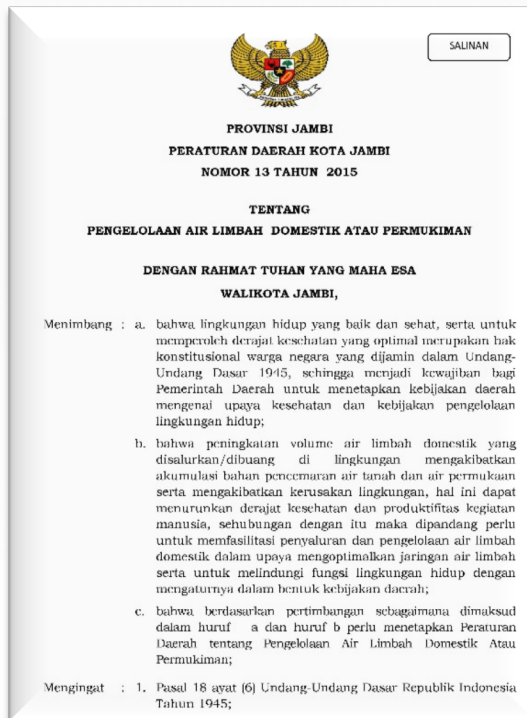 SALINAN
PROVINSI JAMBI
PERATURAN DAERAH KOTA JAMBI
NOMOR 13 TAHUN 2015
TENTANG
PENGELOLAAN AIR LIMBAH DOMESTIK ATAU PERMUKIMAN
DENGAN RAHMAT TUHAN YANG MAHA ESA
WALIKOTA JAMBI,
Menimbang : a. bahwa lingkungan hidup yang baik dan sehat, serta untuk
memperoleh derajat kesehatan yang optimal merupakan hak
konstitusional warga negara yang dijamin dalam Undang-
Undang Dasar 1945, sehingga menjadi kewajiban bagi
Pemerintah Daerah untuk menetapkan kebijakan daerah
mengenai upaya kesehatan dan kebijakan pengelolaan
lingkungan hidup;
b. bahwa peningkatan volume air limbah domestik yang
disalurkan/dibuang di lingkungan mengakibatkan
akumulasi bahan pencemaran air tanah dan air permukaan
serta mengakibatkan kerusakan lingkungan, hal ini dapat
menurunkan derajat kesehatan dan produktifitas kegiatan
manusia, sehubungan dengan itu maka dipandang perlu
untuk memfasilitasi penyaluran dan pengelolaan air limbah
domestik dalam upaya mengoptimalkan jaringan air limbah
serta untuk melindungi fungsi lingkungan hidup dengan
mengaturnya dalam bentuk kebijakan daerah;
c. bahwa berdasarkan pertimbangan sebagaimana dimaksud
dalam huruf a dan huruf b perlu menetapkan Peraturan
Daerah tentang Pengelolaan Air Limbah Domestik Atau
Permukiman;
Mengingat : 1. Pasal 18 ayat (6) Undang-Undang Dasar Republik Indonesia
Tahun 1945;